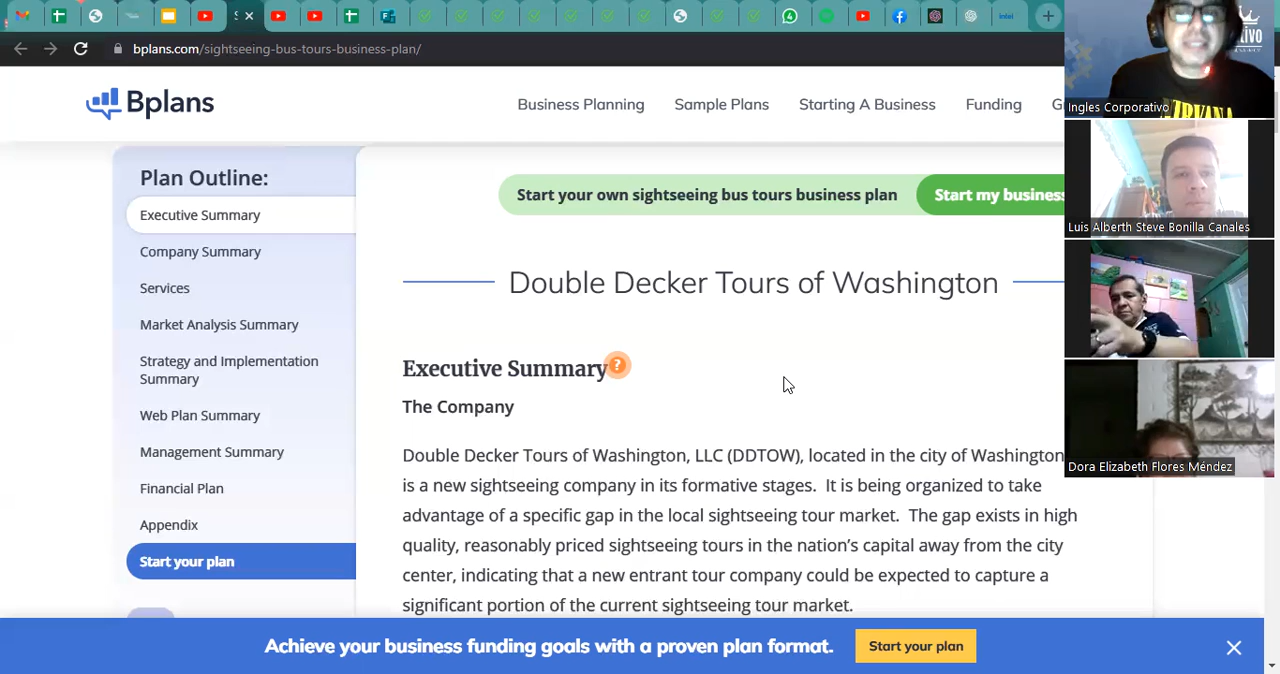 S
4
intel
bplans.com/sightseeing-bus-tours-business-plan/
Bplans
Business Planning
Sample Plans
Starting A Business
Funding
G
Plan Outline:
Executive Summary
Company Summary
Services
Market Analysis Summary
Strategy and Implementation
Summary
Web Plan Summary
Management Summary
Financial Plan
Appendix
Start your plan
Start your own sightseeing bus tours business plan
Start my business
Double Decker Tours of Washington
Executive Summary
?
The Company
Double Decker Tours of Washington, LLC (DDTOW), located in the city of Washington
is a new sightseeing company in its formative stages. It is being organized to take
advantage of a specific gap in the local sightseeing tour market. The gap exists in high
quality, reasonably priced sightseeing tours in the nation's capital away from the city
center, indicating that a new entrant tour company could be expected to capture a
significant portion of the current sightseeing tour market.
Achieve your business funding goals with a proven plan format.
Start your plan
NIRVANA
Ingles Corporativo
Luis Alberth Steve Bonilla Canales
Dora Elizabeth Flores Méndez